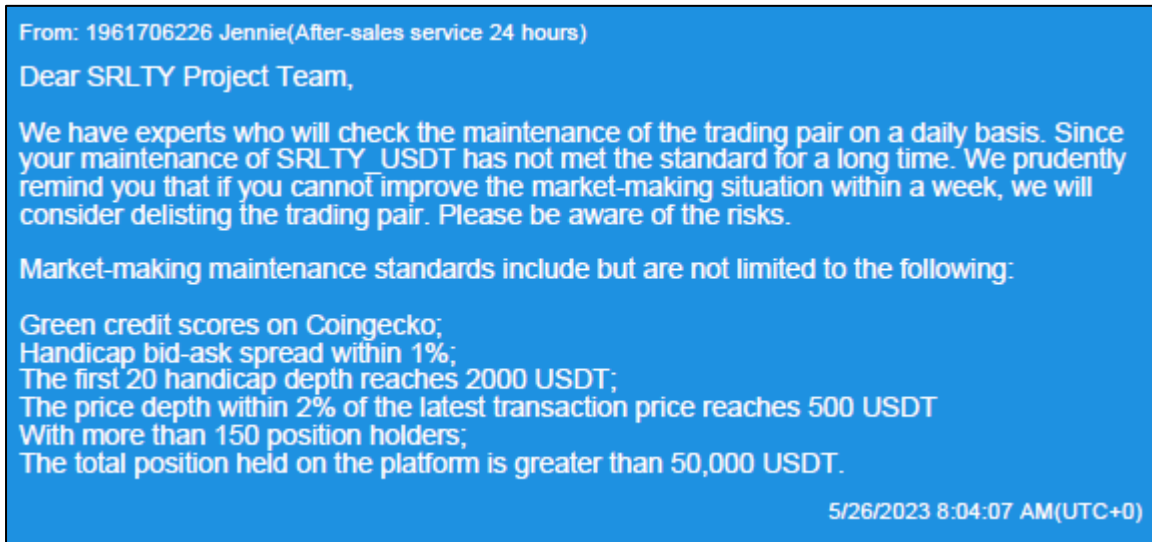 From: 1961706226 Jennie(After-sales service 24 hours)
Dear SRLTY Project Team,
We have experts who will check the maintenance of the trading pair on a daily basis. Since
your maintenance of SRLTY_USDT has not met the standard for a long time. We prudently
remind you that if you cannot improve the market-making situation within a week, we will
consider delisting the trading pair. Please be aware of the risks.
Market-making maintenance standards include but are not limited to the following:
Green credit scores on Coingecko;
Handicap bid-ask spread within 1%;
The first 20 handicap depth reaches 2000 USDT;
The price depth within 2% of the latest transaction price reaches 500 USDT
With more than 150 position holders;
The total position held on the platform is greater than 50,000 USDT.
5/26/2023 8:04:07 AM(UTC+0)